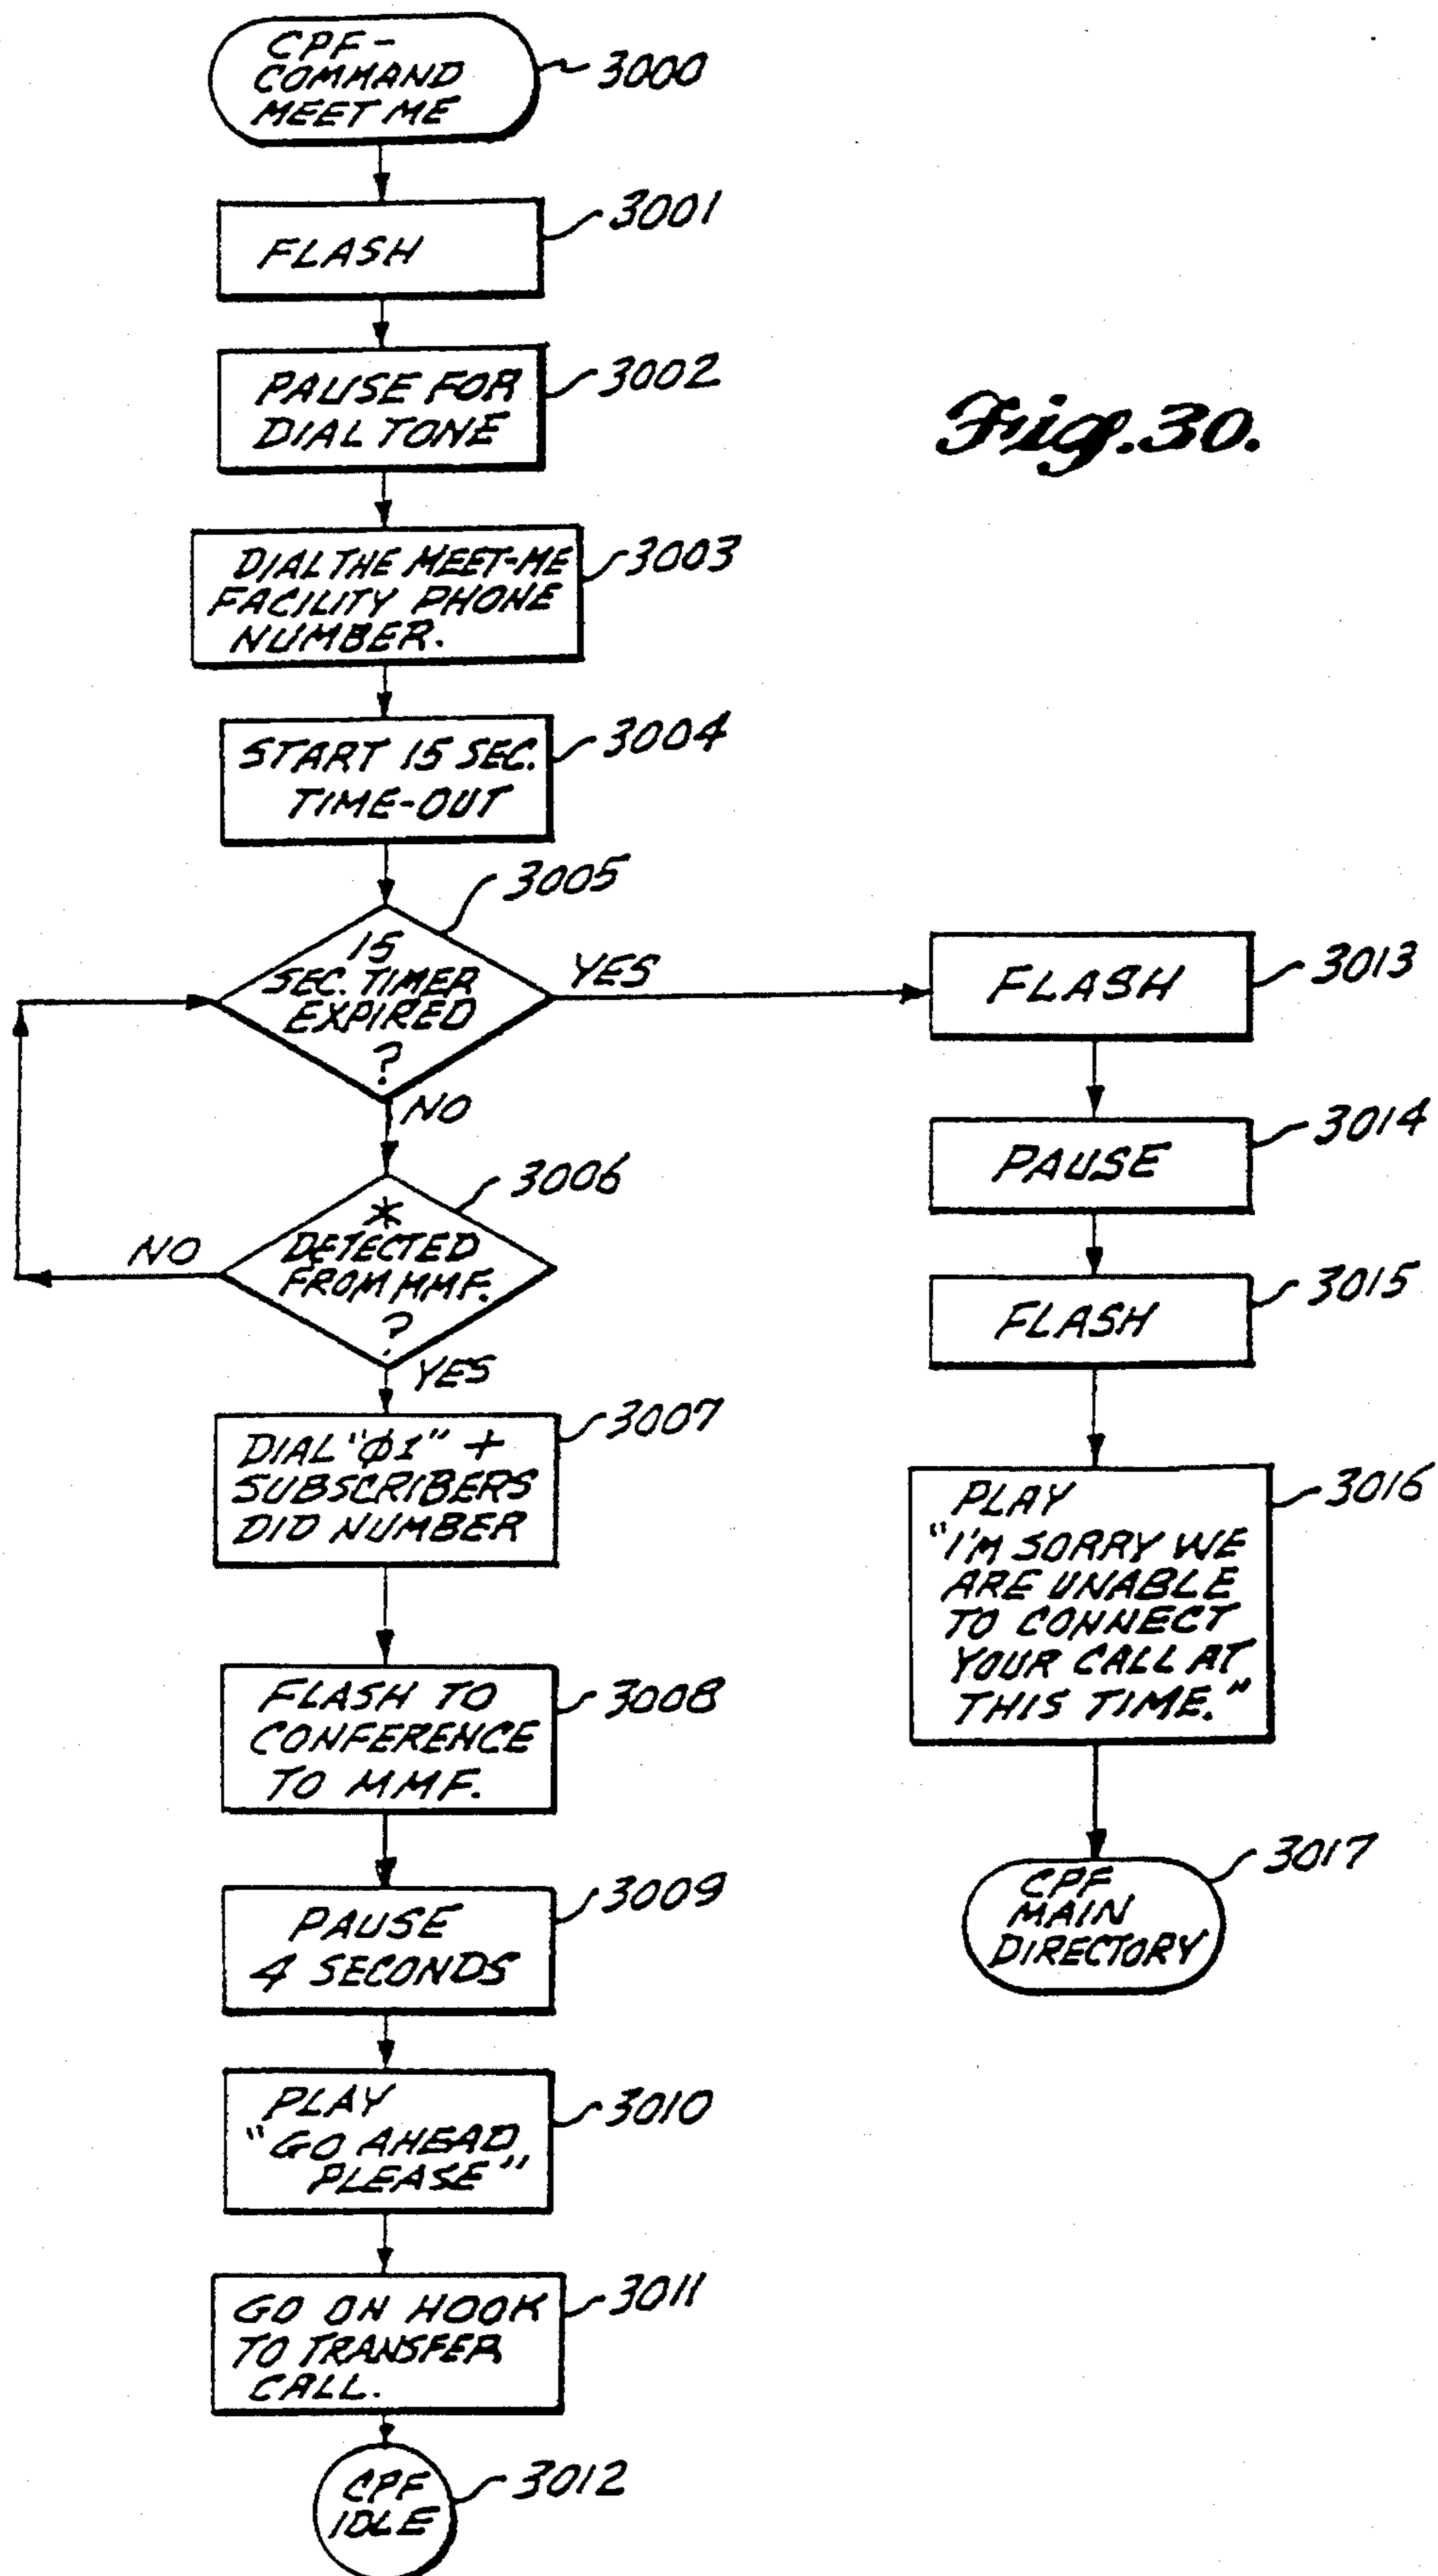 CPF-
COMMAND
MEET ME
3000
FLASH
3001
PAUSE FOR
DIAL TONE
3002
Fig. 30.
DIAL THE MEET-ME
FACILITY PHONE
NUMBER.
3003
START 15 SEC.
TIME-OUT
3004
3005
15
SEC. TIMER
EXPIRED
?
YES
NO
3006
*
DETECTED
FROM MMF.
?
NO
YES
DIAL "Ø1" +
SUBSCRIBERS
DID NUMBER
3007
FLASH TO
CONFERENCE
TO MMF.
3008
PAUSE
4 SECONDS
3009
PLAY
"GO AHEAD
PLEASE"
3010
GO ON HOOK
TO TRANSFER
CALL.
3011
CPF
IDLE
3012
FLASH
3013
PAUSE
3014
FLASH
3015
PLAY
"I'M SORRY WE
ARE UNABLE
TO CONNECT
YOUR CALL AT
THIS TIME."
3016
CPF
MAIN
DIRECTORY
3017